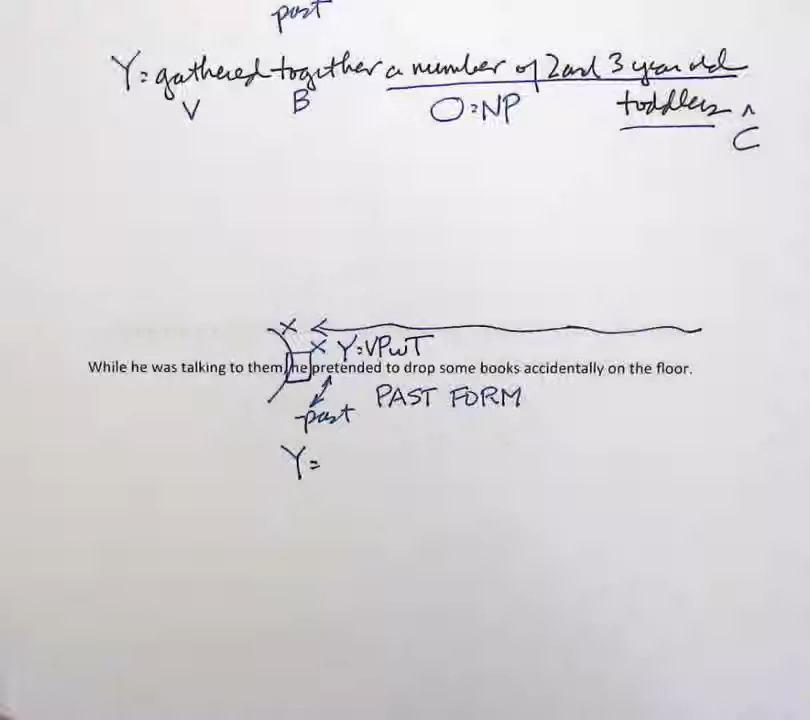 past
Y = gathered together a number of 2 and 3 year old
V B O = NP toddlers ^
C
X
X Y = VPwT
While he was talking to them, he pretended to drop some books accidentally on the floor.
past PAST FORM
Y =